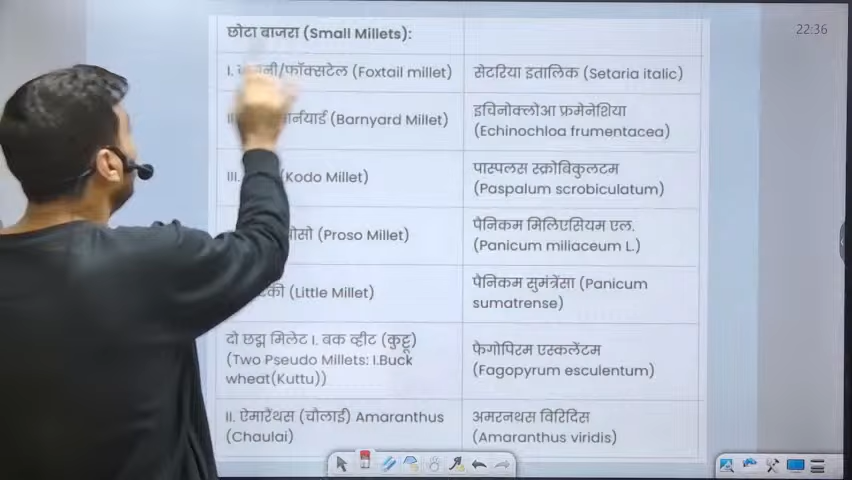 22:36
छोटा बाजरा (Small Millets):
I. /फॉक्सटेल (Foxtail millet)
सेटरिया इतालिक (Setaria italic)
(Barnyard Millet)
इचिनोक्लोआ फ्रूमेनेशिया
(Echinochloa frumentacea)
III. (Kodo Millet)
पास्पलस स्क्रोबिकुलटम
(Paspalum scrobiculatum)
(Proso Millet)
पैनिकम मिलिएसियम एल.
(Panicum miliaceum L.)
(Little Millet)
पैनिकम सुमंत्रेंसा (Panicum
sumatrense)
दो छद्म मिलेट I. बक व्हीट (कुट्टू)
(Two Pseudo Millets: I.Buck
wheat(Kuttu))
फेगोपिरम एस्कलेंटम
(Fagopyrum esculentum)
II. ऐमारैंथस (चौलाई) Amaranthus
(Chaulai)
अमरनथस विरिदिस
(Amaranthus viridis)